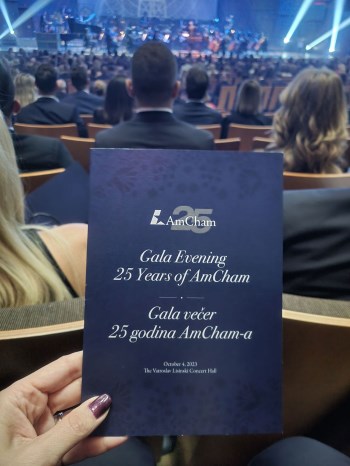 25
AmCham
Gala Evening
25 Years of AmCham
Gala večer
25 godina AmCham-a
October 4, 2023
The Vatroslav Lisinski Concert Hall